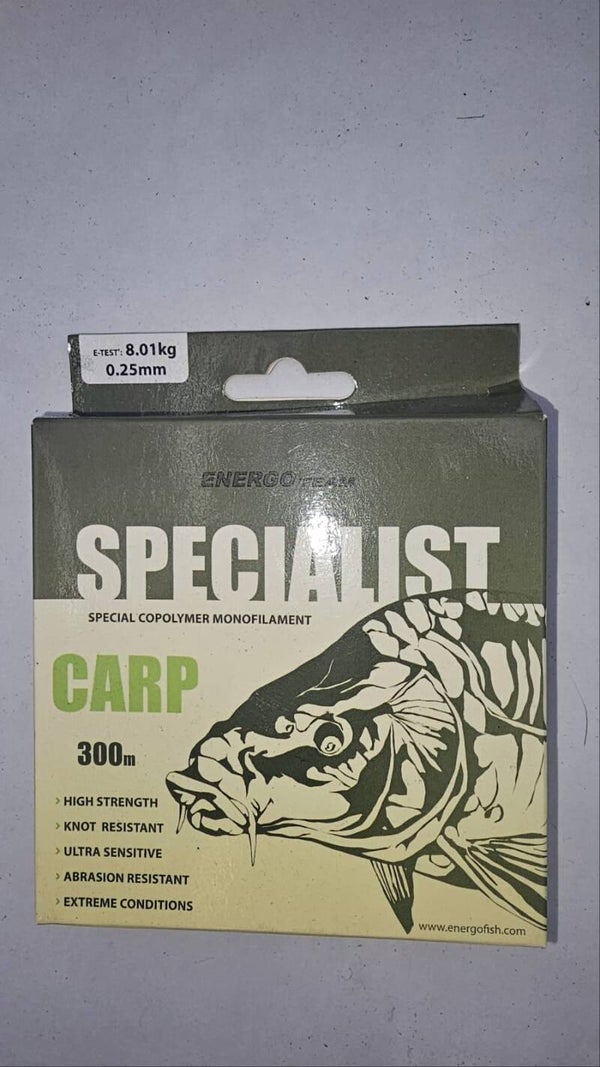 E-TEST*: 8.01kg
0.25mm
ENERGO TEAM
SPECIALIST
SPECIAL COPOLYMER MONOFILAMENT
CARP
300m
> HIGH STRENGTH
> KNOT RESISTANT
> ULTRA SENSITIVE
> ABRASION RESISTANT
> EXTREME CONDITIONS
www.energofish.com